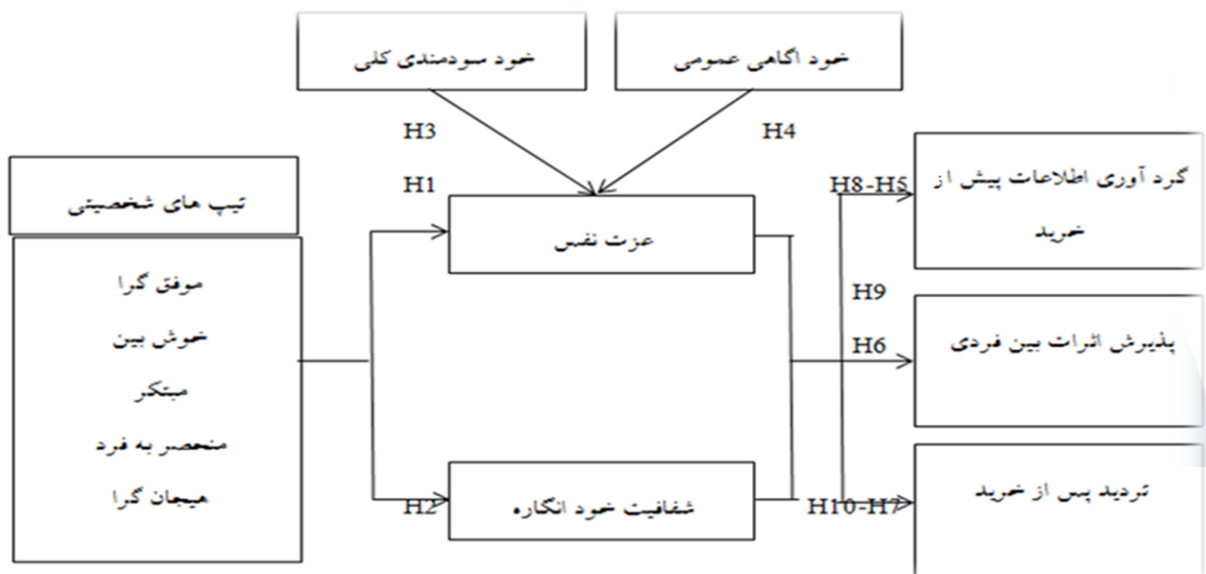 خود سودمندی کلی
خود اگاهی عمومی
H3
H4
تیپ های شخصیتی
H1
H8-H5
گرد آوری اطلاعات پیش از
خرید
عزت نفس
موفق گرا
خوش بین
مبتکر
منحصر به فرد
هیجان گرا
H9
H6
پذیرش اثرات بین فردی
H2
شفافیت خود انگاره
H10-H7
تردید پس از خرید